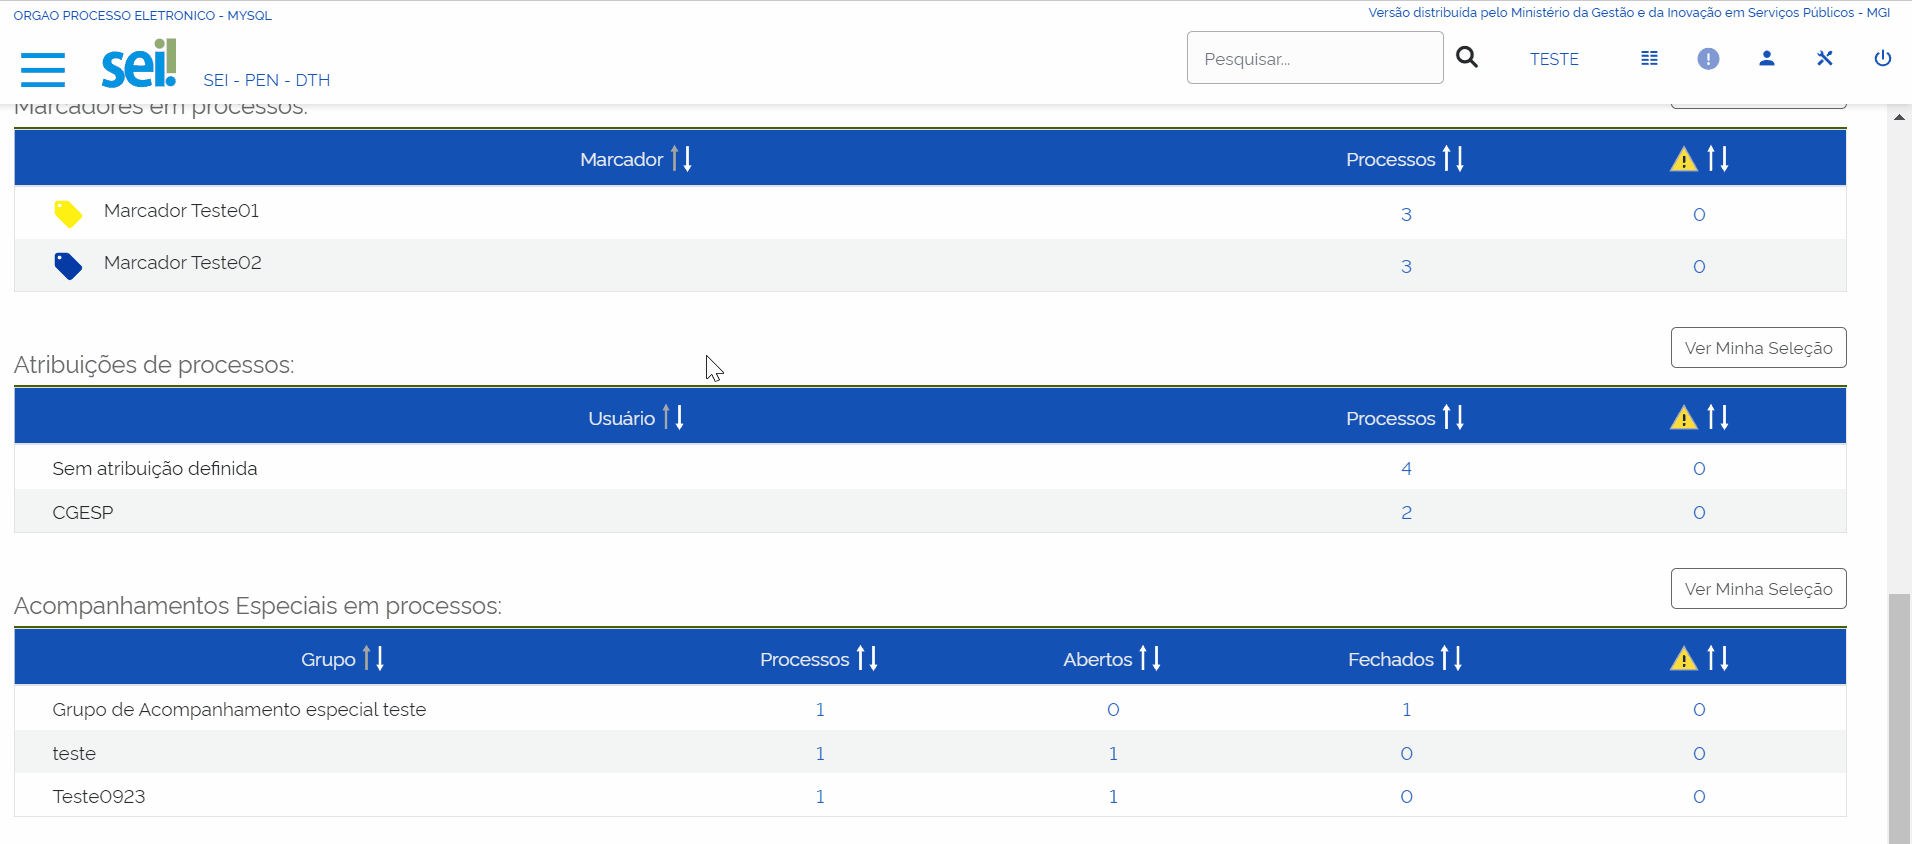 ORGAO PROCESSO ELETRONICO - MYSQL
Versão distribuída pelo Ministério da Gestão e da Inovação em Serviços Públicos - MGI
sei!
SEI - PEN - DTH
Pesquisar...
TESTE
Marcadores em processos:
Marcador Processos
Marcador Teste01 3 0
Marcador Teste02 3 0
Ver Minha Seleção
Atribuições de processos:
Usuário Processos
Sem atribuição definida 4 0
CGESP 2 0
Ver Minha Seleção
Acompanhamentos Especiais em processos:
Grupo Processos Abertos Fechados
Grupo de Acompanhamento especial teste 1 0 1 0
teste 1 1 0 0
Teste0923 1 1 0 0